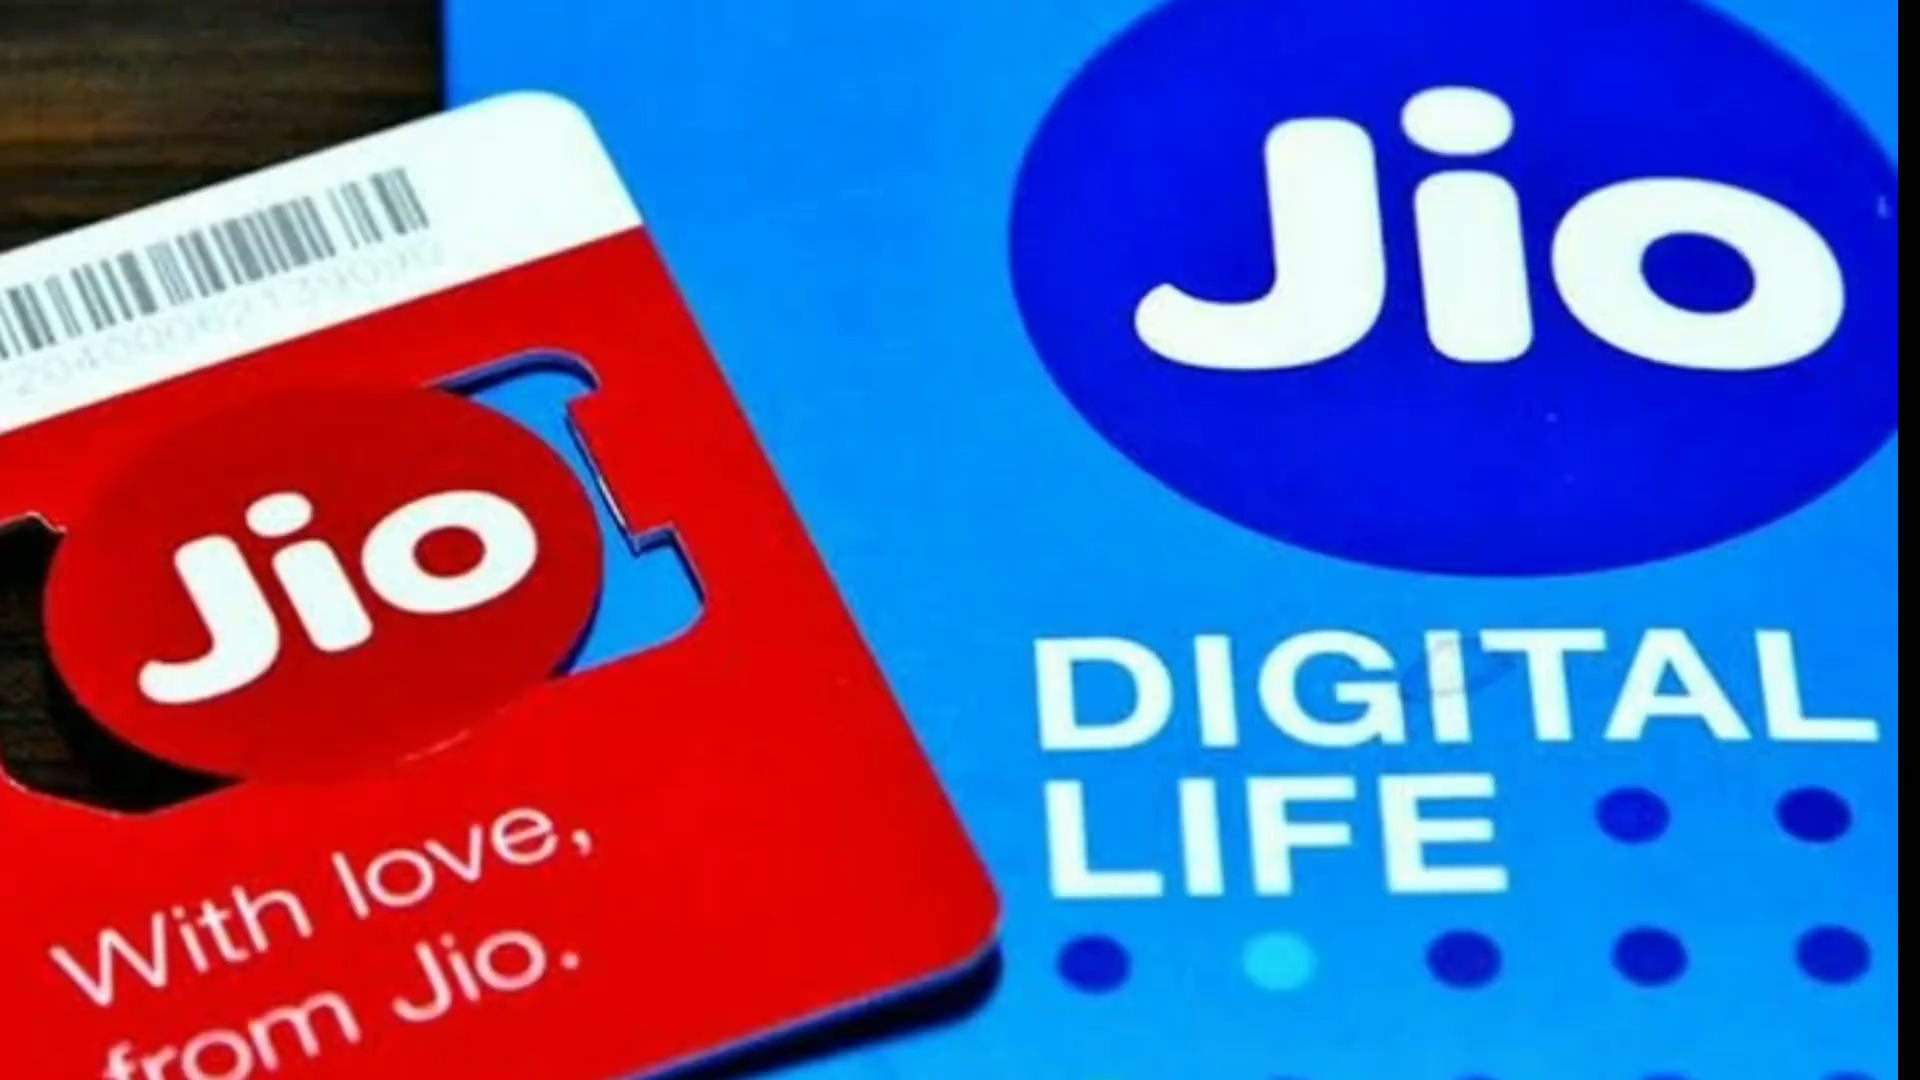 Jio
With love,
from Jio.
Jio
DIGITAL
LIFE